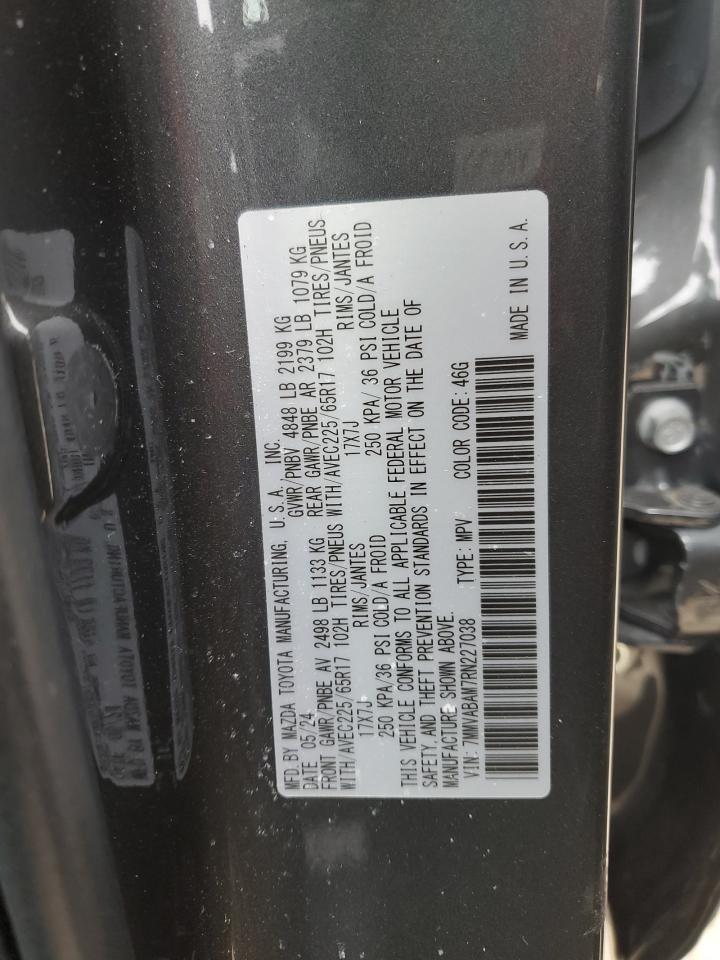 MFD.BY MAZDA TOYOTA MANUFACTURING, U.S.A. INC.
DATE 05/24 GVWR/PNBV 4848 LB 2199 KG
FRONT GAWR/PNBE AV 2498 LB 1133 KG REAR GAWR/PNBE AR 2379 LB 1079 KG
WITH/AVEC225/65R17 102H TIRES/PNEUS WITH/AVEC225/65R17 102H TIRES/PNEUS
17X7J RIMS/JANTES 17X7J RIMS/JANTES
250 KPA/36 PSI COLD/A FROID 250 KPA/ 36 PSI COLD/A FROID
THIS VEHICLE CONFORMS TO ALL APPLICABLE FEDERAL MOTOR VEHICLE
SAFETY AND THEFT PREVENTION STANDARDS IN EFFECT ON THE DATE OF
MANUFACTURE SHOWN ABOVE.
VIN:7MMVABAM7RN227038 TYPE:MPV COLOR CODE:46G
MADE IN U.S.A.